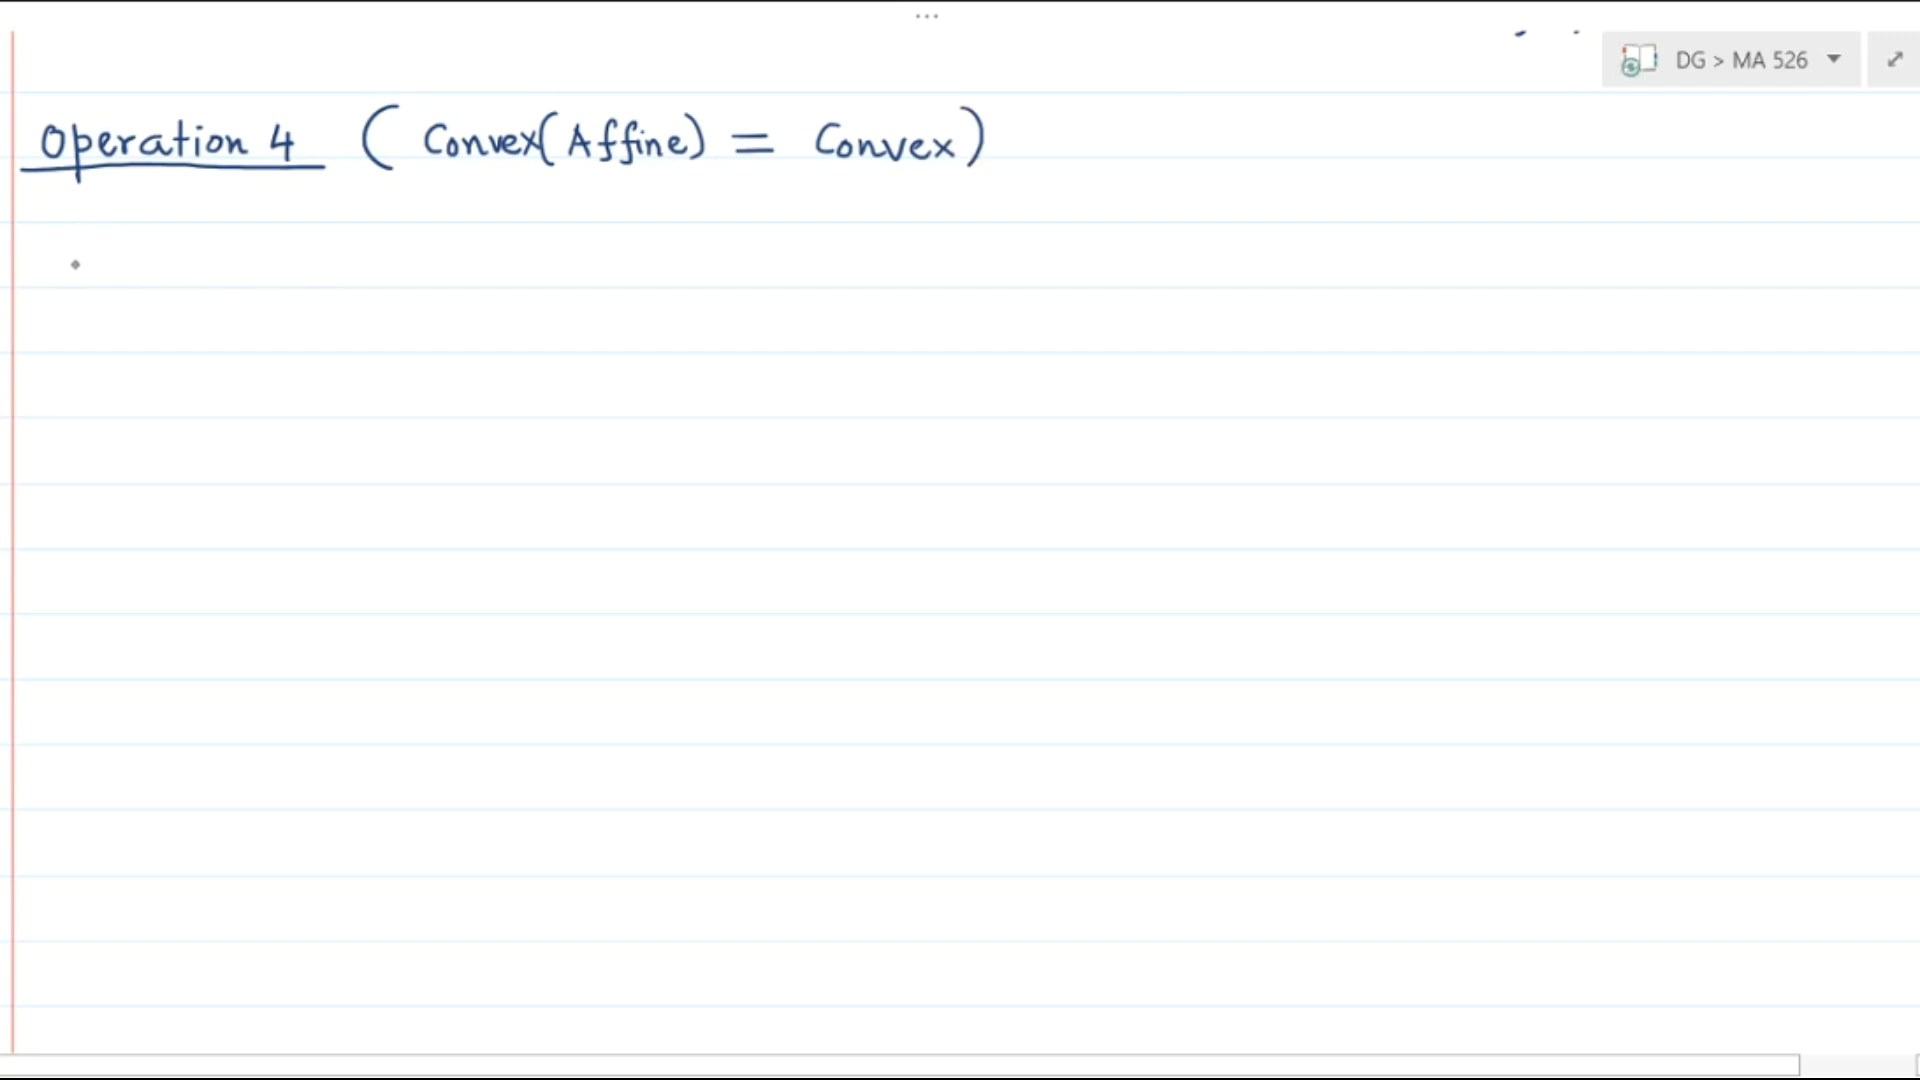 DG > MA 526
Operation 4 ( Convex(Affine) = Convex)